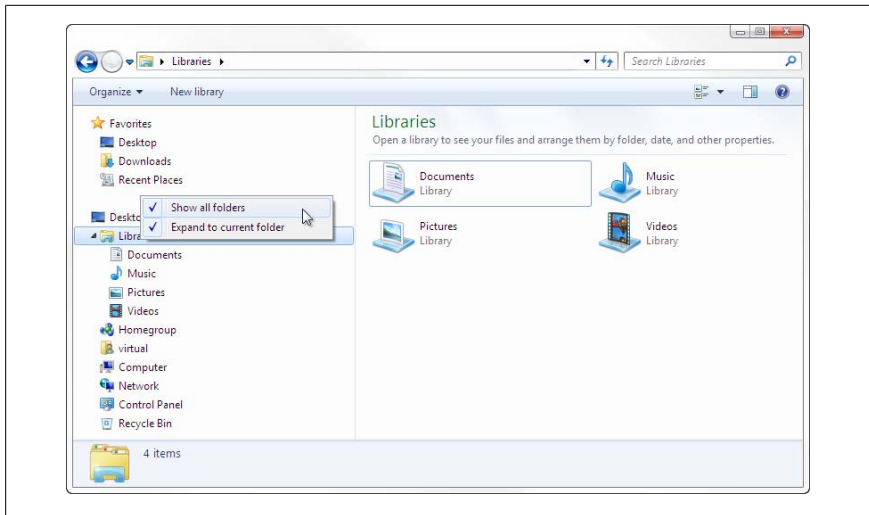 Libraries
Search Libraries
Organize
New library
Favorites
Desktop
Downloads
Recent Places
Deskto
Libra
Show all folders
Expand to current folder
Documents
Music
Pictures
Videos
Homegroup
virtual
Computer
Network
Control Panel
Recycle Bin
Libraries
Open a library to see your files and arrange them by folder, date, and other properties.
Documents
Library
Music
Library
Pictures
Library
Videos
Library
4 items